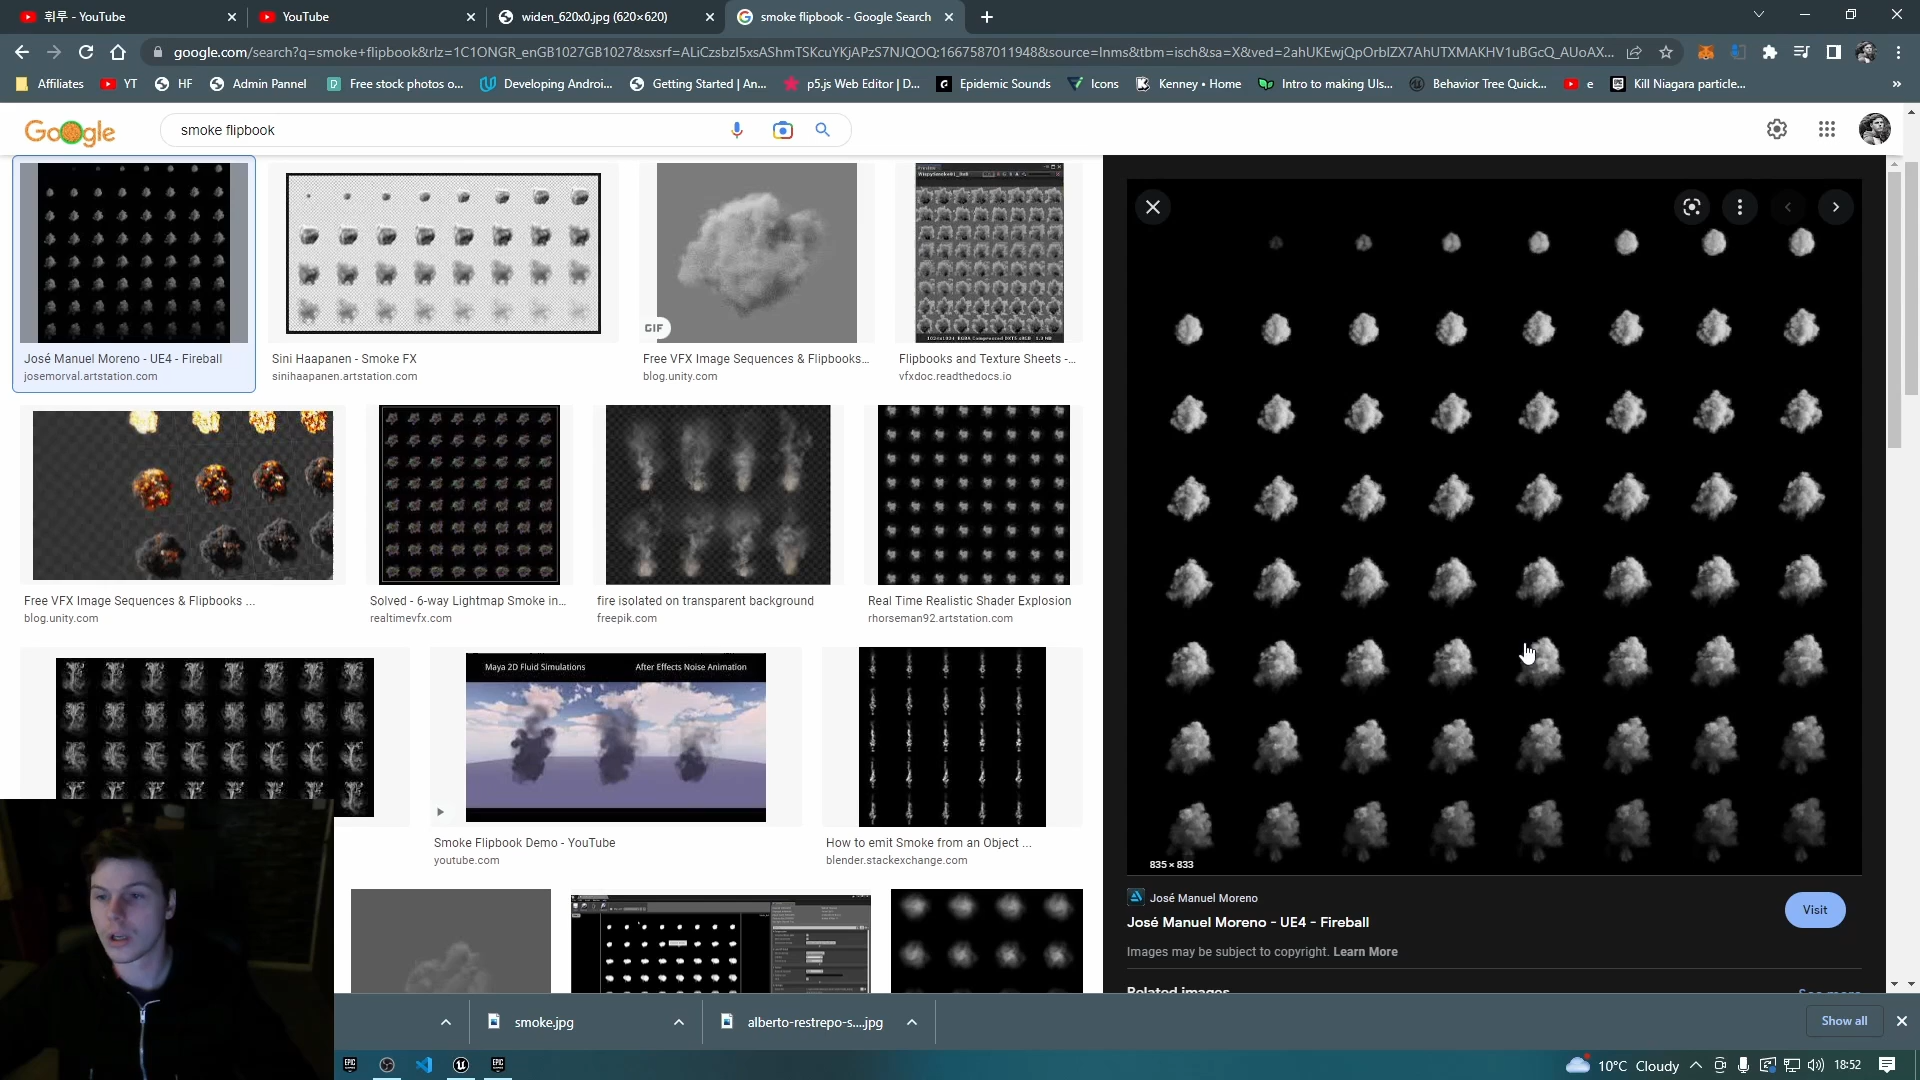 휘루 - YouTube
YouTube
widen_620x0.jpg (620×620)
smoke flipbook - Google Search
google.com/search?q=smoke+flipbook&rlz=1C1ONGR_enGB1027GB1027&sxsrf=ALiCzsbzI5xsAShmTSKcuYKjAPzS7NJQOQ:1667587011948&source=lnms&tbm=isch&sa=X&ved=2ahUKEwjQpOrblZX7AhUTXMAKHV1uBGcQ_AUoAX...
Affiliates
YT
HF
Admin Pannel
Free stock photos o...
Developing Androi...
Getting Started | An...
p5.js Web Editor | D...
Epidemic Sounds
Icons
Kenney • Home
Intro to making UIs...
Behavior Tree Quick...
e
Kill Niagara particle...
Google
smoke flipbook
José Manuel Moreno - UE4 - Fireball
josemorval.artstation.com
Sini Haapanen - Smoke FX
sinihaapanen.artstation.com
GIF
Free VFX Image Sequences & Flipbooks...
blog.unity.com
Flipbooks and Texture Sheets -...
vfxdoc.readthedocs.io
Free VFX Image Sequences & Flipbooks ...
blog.unity.com
Solved - 6-way Lightmap Smoke in...
realtimevfx.com
fire isolated on transparent background
freepik.com
Real Time Realistic Shader Explosion
rhorseman92.artstation.com
Maya 2D Fluid Simulations
After Effects Noise Animation
Smoke Flipbook Demo - YouTube
youtube.com
How to emit Smoke from an Object ...
blender.stackexchange.com
835 × 833
José Manuel Moreno
José Manuel Moreno - UE4 - Fireball
Visit
Images may be subject to copyright. Learn More
Related images
See more
smoke.jpg
alberto-restrepo-s....jpg
Show all
10°C Cloudy
18:52